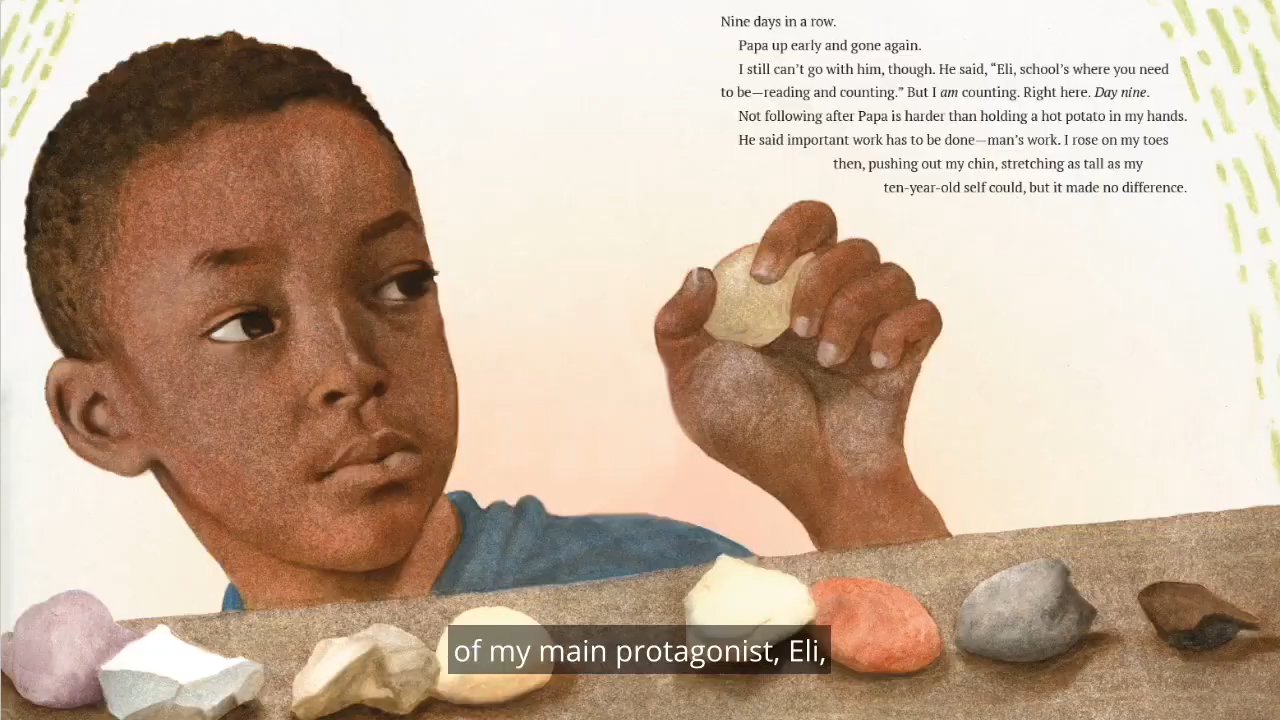 Nine days in a row.
Papa up early and gone again.
I still can’t go with him, though. He said, “Eli, school’s where you need
to be—reading and counting.” But I am counting. Right here. Day nine.
Not following after Papa is harder than holding a hot potato in my hands.
He said important work has to be done—man’s work. I rose on my toes
then, pushing out my chin, stretching as tall as my
ten-year-old self could, but it made no difference.
of my main protagonist, Eli,